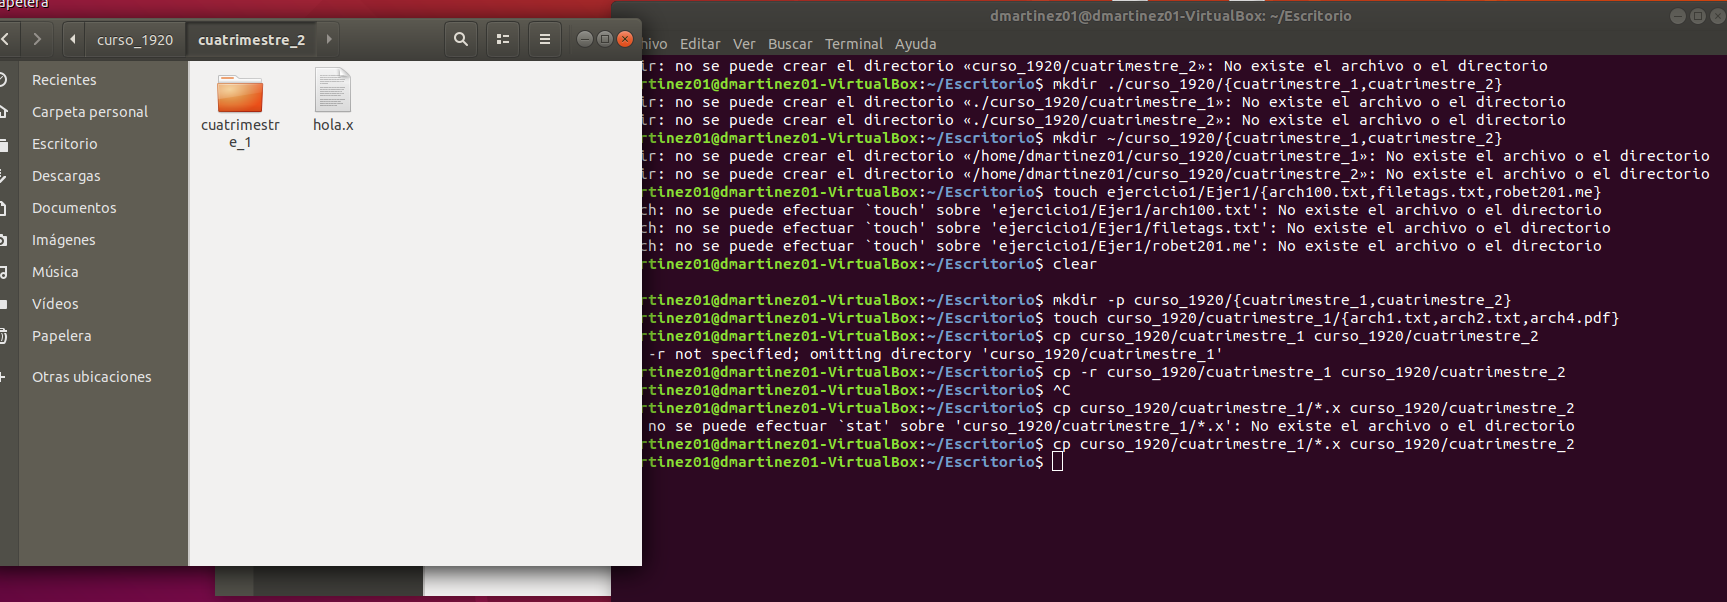 apelera
curso_1920
cuatrimestre_2
Recientes
Carpeta personal
Escritorio
Descargas
Documentos
Imágenes
Música
Vídeos
Papelera
Otras ubicaciones
cuatrimestr
e_1
hola.x
dmartinez01@dmartinez01-VirtualBox: ~/Escritorio
ivo Editar Ver Buscar Terminal Ayuda
ir: no se puede crear el directorio «curso_1920/cuatrimestre_2»: No existe el archivo o el directorio
rtinez01@dmartinez01-VirtualBox:~/Escritorio$ mkdir ./curso_1920/{cuatrimestre_1,cuatrimestre_2}
ir: no se puede crear el directorio «./curso_1920/cuatrimestre_1»: No existe el archivo o el directorio
ir: no se puede crear el directorio «./curso_1920/cuatrimestre_2»: No existe el archivo o el directorio
rtinez01@dmartinez01-VirtualBox:~/Escritorio$ mkdir ~/curso_1920/{cuatrimestre_1,cuatrimestre_2}
ir: no se puede crear el directorio «/home/dmartinez01/curso_1920/cuatrimestre_1»: No existe el archivo o el directorio
ir: no se puede crear el directorio «/home/dmartinez01/curso_1920/cuatrimestre_2»: No existe el archivo o el directorio
rtinez01@dmartinez01-VirtualBox:~/Escritorio$ touch ejercicio1/Ejer1/{arch100.txt,filetags.txt,robet201.me}
ch: no se puede efectuar `touch' sobre 'ejercicio1/Ejer1/arch100.txt': No existe el archivo o el directorio
ch: no se puede efectuar `touch' sobre 'ejercicio1/Ejer1/filetags.txt': No existe el archivo o el directorio
ch: no se puede efectuar `touch' sobre 'ejercicio1/Ejer1/robet201.me': No existe el archivo o el directorio
rtinez01@dmartinez01-VirtualBox:~/Escritorio$ clear
rtinez01@dmartinez01-VirtualBox:~/Escritorio$ mkdir -p curso_1920/{cuatrimestre_1,cuatrimestre_2}
rtinez01@dmartinez01-VirtualBox:~/Escritorio$ touch curso_1920/cuatrimestre_1/{arch1.txt,arch2.txt,arch4.pdf}
rtinez01@dmartinez01-VirtualBox:~/Escritorio$ cp curso_1920/cuatrimestre_1 curso_1920/cuatrimestre_2
-r not specified; omitting directory 'curso_1920/cuatrimestre_1'
rtinez01@dmartinez01-VirtualBox:~/Escritorio$ cp -r curso_1920/cuatrimestre_1 curso_1920/cuatrimestre_2
rtinez01@dmartinez01-VirtualBox:~/Escritorio$ ^C
rtinez01@dmartinez01-VirtualBox:~/Escritorio$ cp curso_1920/cuatrimestre_1/*.x curso_1920/cuatrimestre_2
no se puede efectuar `stat' sobre 'curso_1920/cuatrimestre_1/*.x': No existe el archivo o el directorio
rtinez01@dmartinez01-VirtualBox:~/Escritorio$ cp curso_1920/cuatrimestre_1/*.x curso_1920/cuatrimestre_2
rtinez01@dmartinez01-VirtualBox:~/Escritorio$